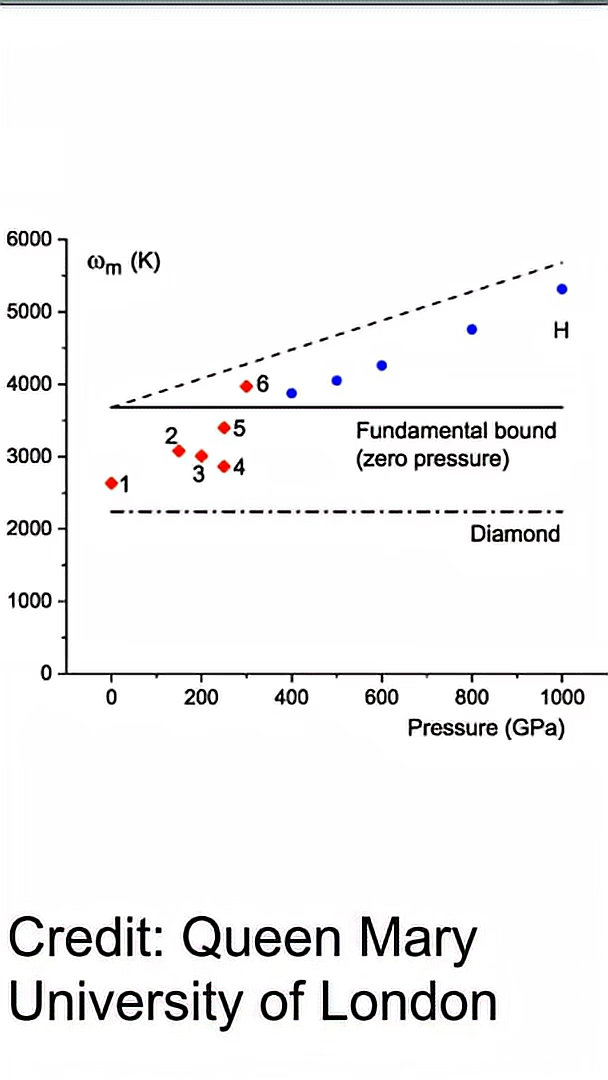 6000
ωm (K)
5000
H
4000
6
Fundamental bound
(zero pressure)
2
5
3000
3
4
1
2000
Diamond
1000
0
0 200 400 600 800 1000
Pressure (GPa)
Credit: Queen Mary
University of London